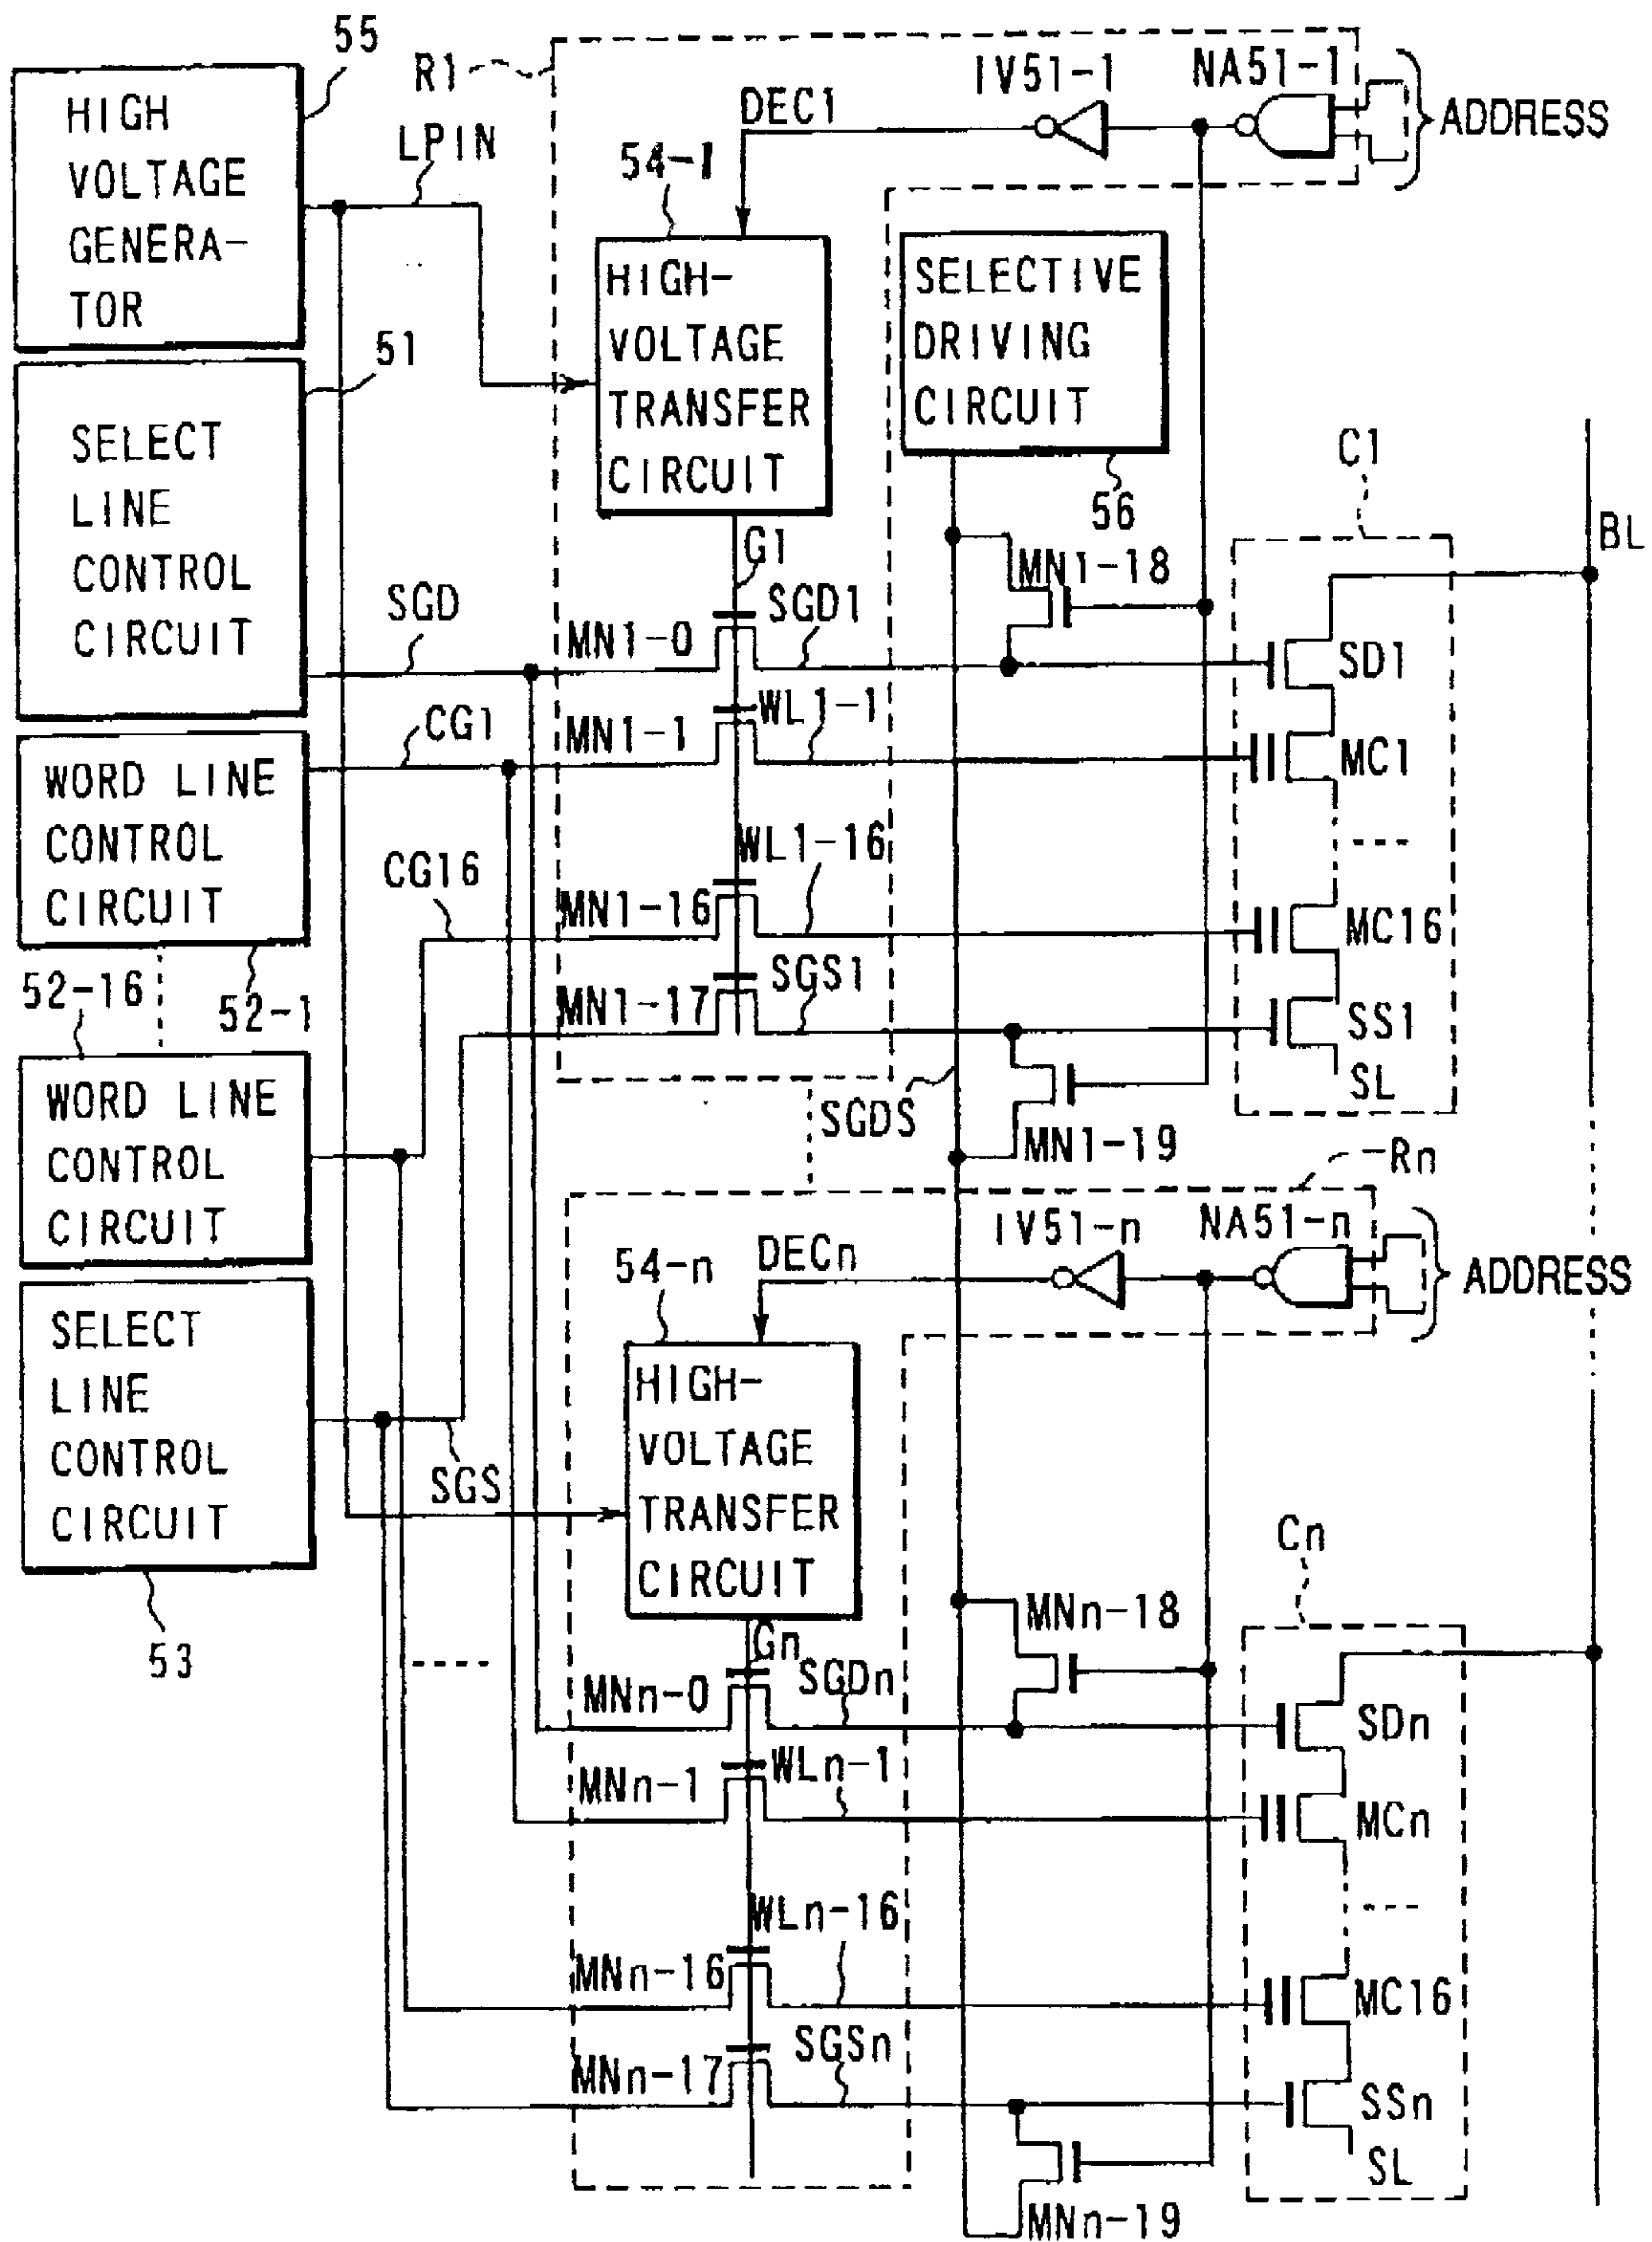 55
HIGH
VOLTAGE
GENERA-
TOR
LPIN
R1
DEC1
IV51-1
NA51-1
ADDRESS
54-1
HIGH-
VOLTAGE
TRANSFER
CIRCUIT
SELECTIVE
DRIVING
CIRCUIT
56
51
SELECT
LINE
CONTROL
CIRCUIT
SGD
G1
MN1-0
SGD1
MN1-18
C1
BL
SD1
CG1
MN1-1
WL1-1
MC1
WORD LINE
CONTROL
CIRCUIT
52-1
CG16
WL1-16
MN1-16
MC16
MN1-17
SGS1
SS1
SL
52-16
WORD LINE
CONTROL
CIRCUIT
SGDS
MN1-19
Rn
IV51-n
NA51-n
ADDRESS
DECn
54-n
SELECT
LINE
CONTROL
CIRCUIT
SGS
53
HIGH-
VOLTAGE
TRANSFER
CIRCUIT
Gn
MNn-0
SGDn
MNn-18
Cn
SDn
MNn-1
WLn-1
MCn
WLn-16
MNn-16
MC16
MNn-17
SGSn
SSn
SL
MNn-19